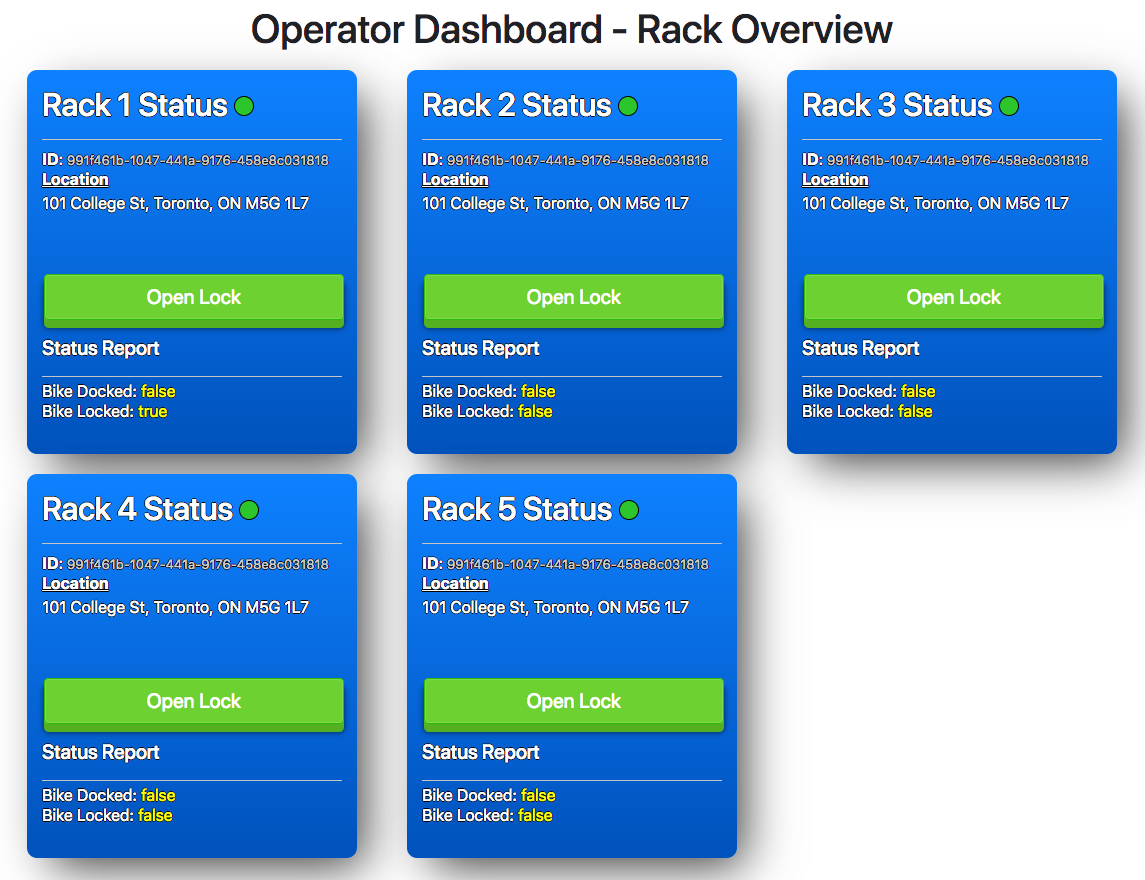 Operator Dashboard - Rack Overview
Rack 1 Status
ID: 991f461b-1047-441a-9176-458e8c031818
Location
101 College St, Toronto, ON M5G 1L7
Open Lock
Status Report
Bike Docked: false
Bike Locked: true
Rack 2 Status
ID: 991f461b-1047-441a-9176-458e8c031818
Location
101 College St, Toronto, ON M5G 1L7
Open Lock
Status Report
Bike Docked: false
Bike Locked: false
Rack 3 Status
ID: 991f461b-1047-441a-9176-458e8c031818
Location
101 College St, Toronto, ON M5G 1L7
Open Lock
Status Report
Bike Docked: false
Bike Locked: false
Rack 4 Status
ID: 991f461b-1047-441a-9176-458e8c031818
Location
101 College St, Toronto, ON M5G 1L7
Open Lock
Status Report
Bike Docked: false
Bike Locked: false
Rack 5 Status
ID: 991f461b-1047-441a-9176-458e8c031818
Location
101 College St, Toronto, ON M5G 1L7
Open Lock
Status Report
Bike Docked: false
Bike Locked: false